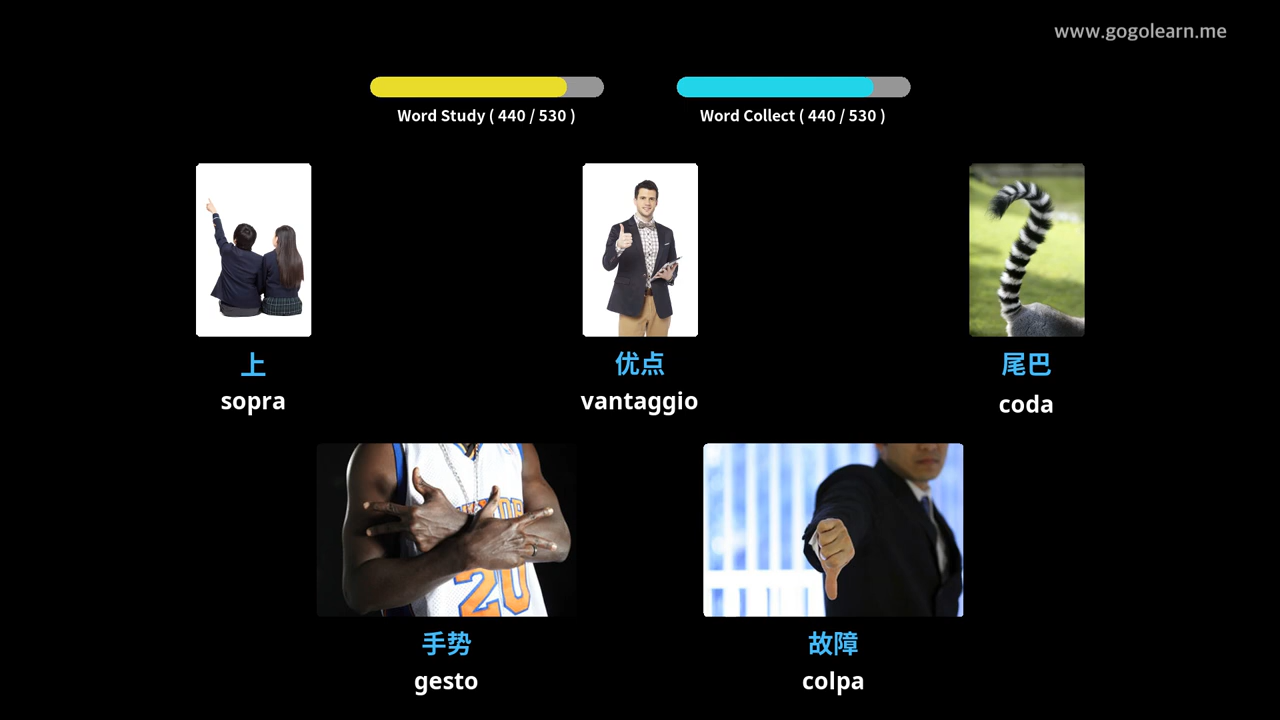 www.gogolearn.me
Word Study ( 440 / 530 )
Word Collect ( 440 / 530 )
上
sopra
优点
vantaggio
尾巴
coda
20
手势
gesto
故障
colpa